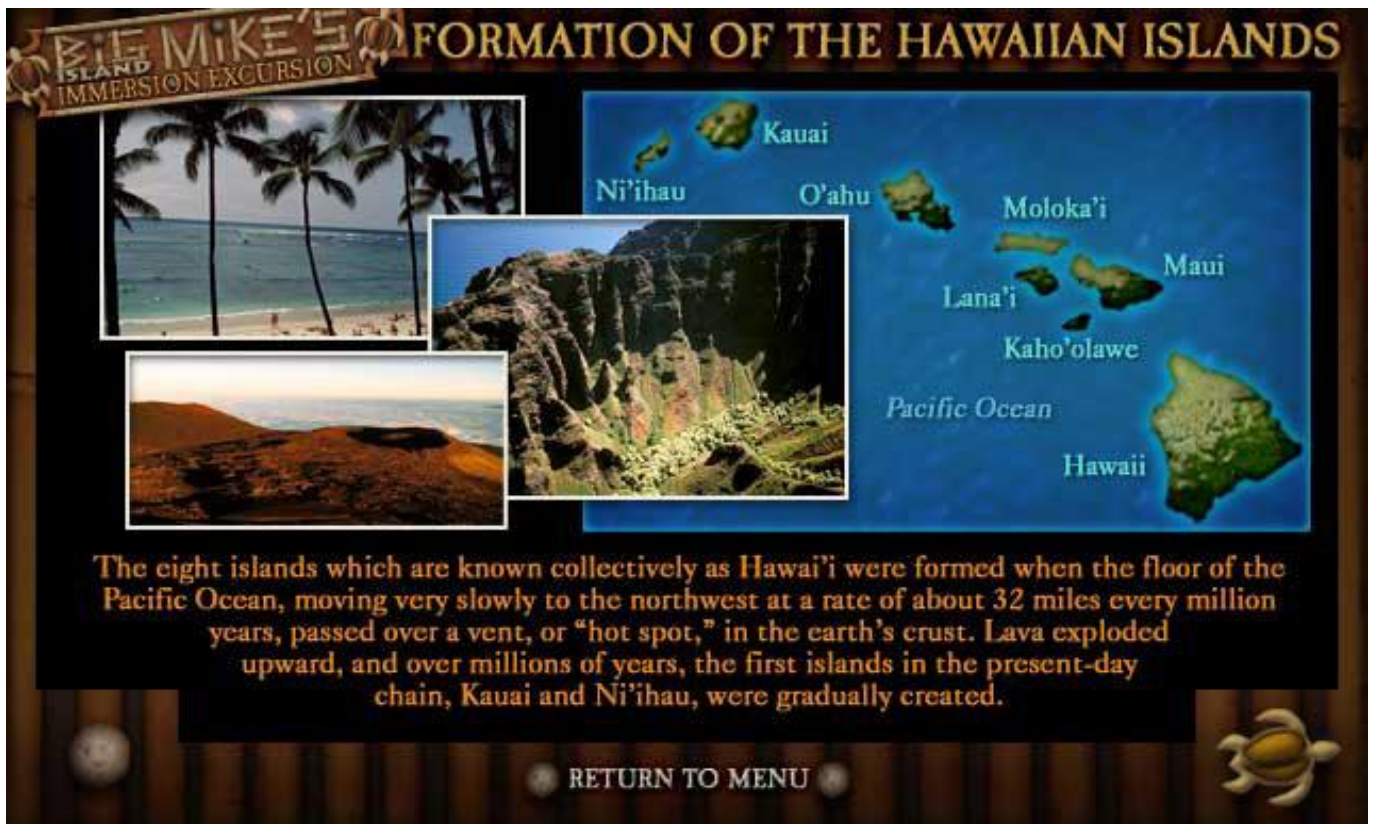 BiG MiKE'S
ISLAND
IMMERSION EXCURSION
FORMATION OF THE HAWAIIAN ISLANDS
Kauai
Ni'ihau
O'ahu
Moloka'i
Maui
Lana'i
Kaho'olawe
Pacific Ocean
Hawaii
The eight islands which are known collectively as Hawai'i were formed when the floor of the
Pacific Ocean, moving very slowly to the northwest at a rate of about 32 miles every million
years, passed over a vent, or “hot spot,” in the earth's crust. Lava exploded
upward, and over millions of years, the first islands in the present-day
chain, Kauai and Ni'ihau, were gradually created.
RETURN TO MENU